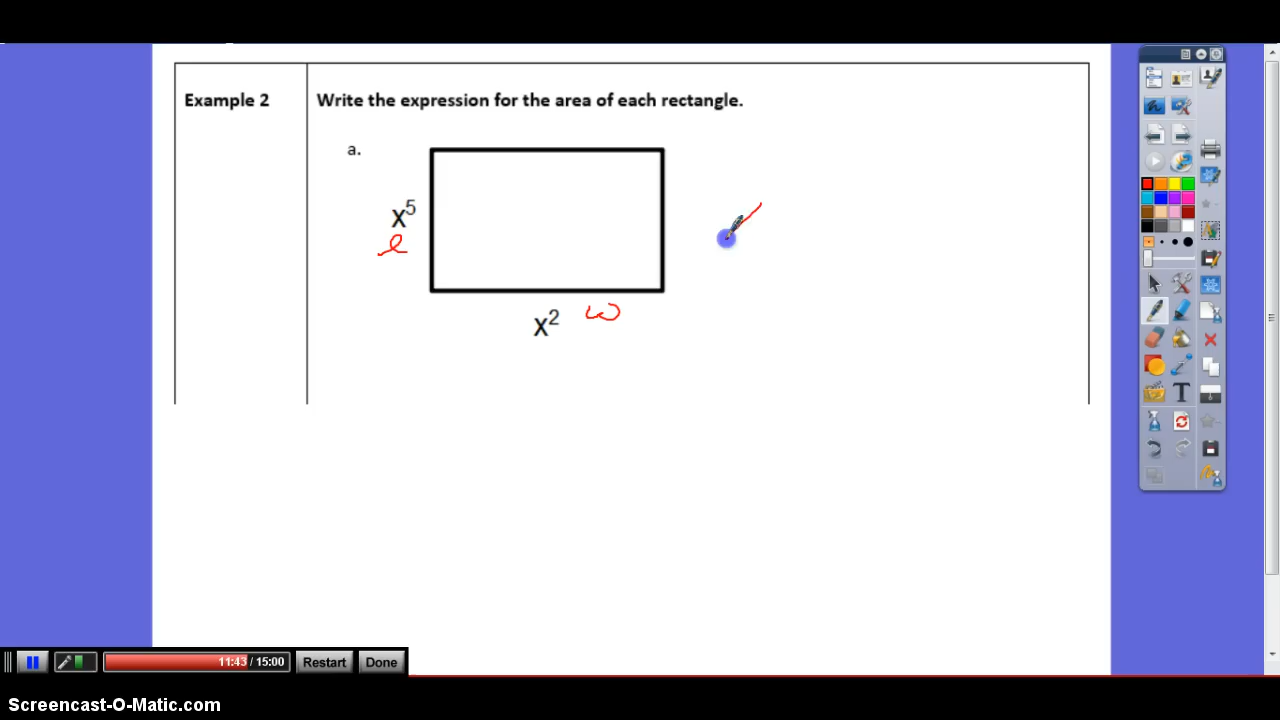 Example 2
Write the expression for the area of each rectangle.
a.
x⁵
l
x² w
11:43 / 15:00
Restart
Done
Screencast-O-Matic.com